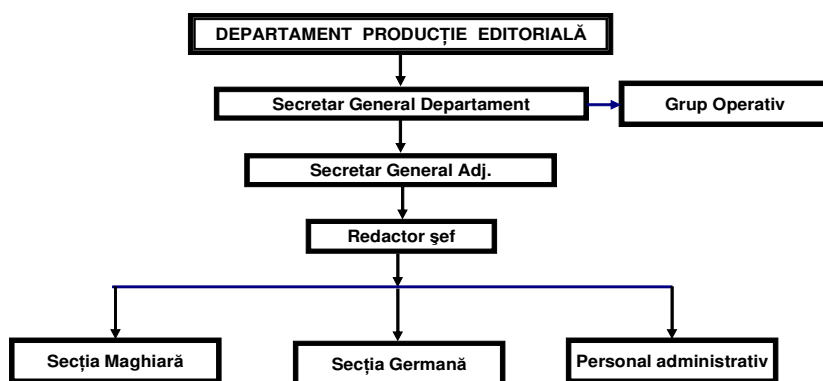 DEPARTAMENT PRODUCȚIE EDITORIALĂ
Secretar General Departament
Grup Operativ
Secretar General Adj.
Redactor şef
Secția Maghiară
Secția Germană
Personal administrativ